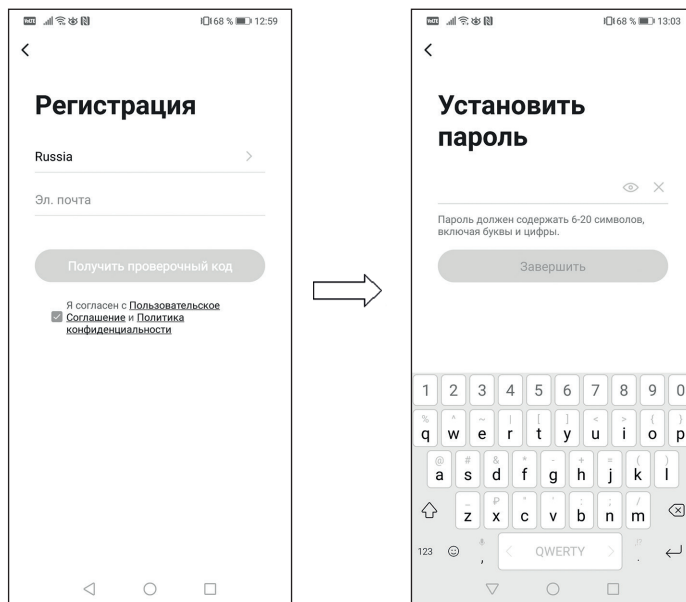 68 % 12:59
Регистрация
Russia
Эл. почта
Получить проверочный код
Я согласен с Пользовательское
Соглашение и Политика
конфиденциальности
68 % 13:03
Установить
пароль
Пароль должен содержать 6-20 символов,
включая буквы и цифры.
Завершить
1 2 3 4 5 6 7 8 9 0
% ^ ~ | [ ] < > { }
q w e r t y u i o p
@ # & * - + = ( )
a s d f g h j k l
_ ₽ " ' : ; /
z x c v b n m
123 , QWERTY .